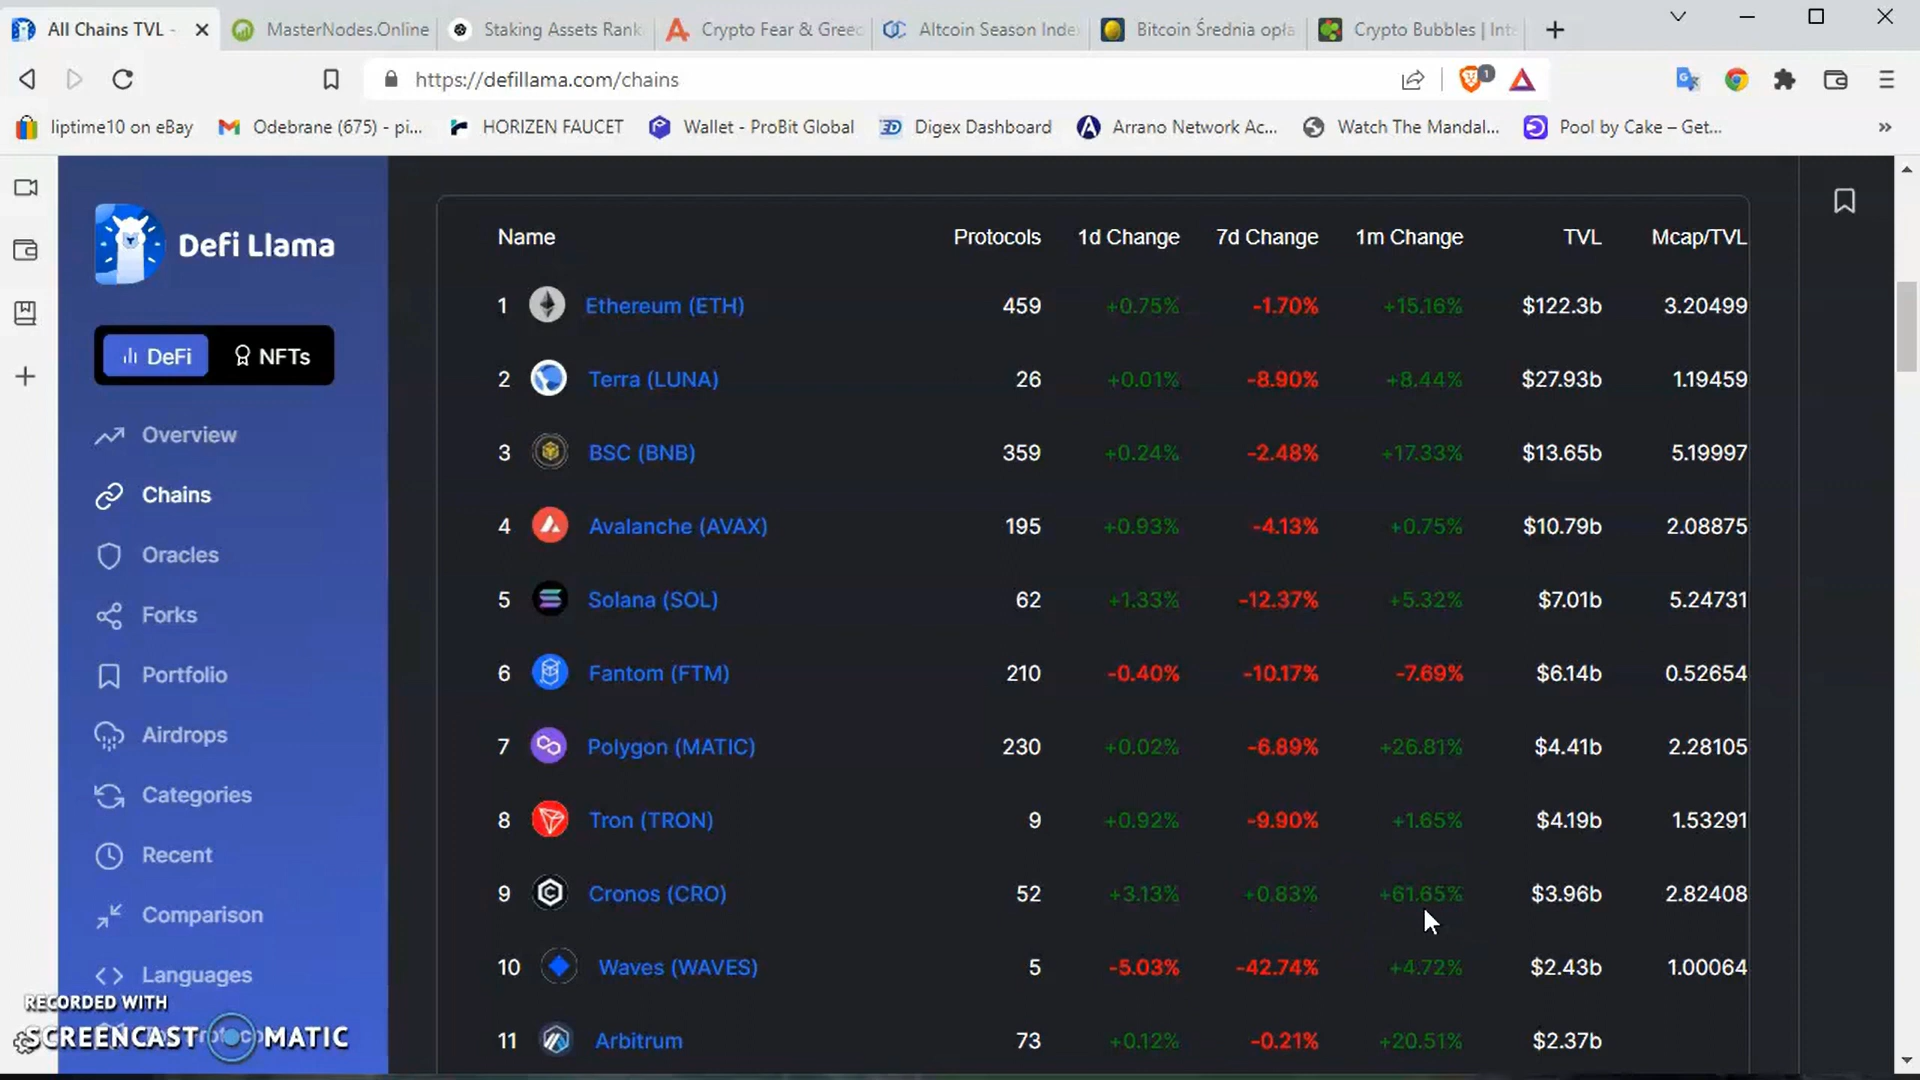 All Chains TVL -
MasterNodes.Online
Staking Assets Rank
Crypto Fear & Greed
Altcoin Season Inde
Bitcoin Średnia opła
Crypto Bubbles | Inte
https://defillama.com/chains
1
liptime10 on eBay
Odebrane (675) - pi...
HORIZEN FAUCET
Wallet - ProBit Global
Digex Dashboard
Arrano Network Ac...
Watch The Mandal...
Pool by Cake – Get...
Defi Llama
DeFi NFTs
Overview
Chains
Oracles
Forks
Portfolio
Airdrops
Categories
Recent
Comparison
Languages
Name Protocols 1d Change 7d Change 1m Change TVL Mcap/TVL
1 Ethereum (ETH) 459 +0.75% -1.70% +15.16% $122.3b 3.20499
2 Terra (LUNA) 26 +0.01% -8.90% +8.44% $27.93b 1.19459
3 BSC (BNB) 359 +0.24% -2.48% +17.33% $13.65b 5.19997
4 Avalanche (AVAX) 195 +0.93% -4.13% +0.75% $10.79b 2.08875
5 Solana (SOL) 62 +1.33% -12.37% +5.32% $7.01b 5.24731
6 Fantom (FTM) 210 -0.40% -10.17% -7.69% $6.14b 0.52654
7 Polygon (MATIC) 230 +0.02% -6.89% +26.81% $4.41b 2.28105
8 Tron (TRON) 9 +0.92% -9.90% +1.65% $4.19b 1.53291
9 Cronos (CRO) 52 +3.13% +0.83% +61.65% $3.96b 2.82408
10 Waves (WAVES) 5 -5.03% -42.74% +4.72% $2.43b 1.00064
11 Arbitrum 73 +0.12% -0.21% +20.51% $2.37b
RECORDED WITH
SCREENCAST MATIC